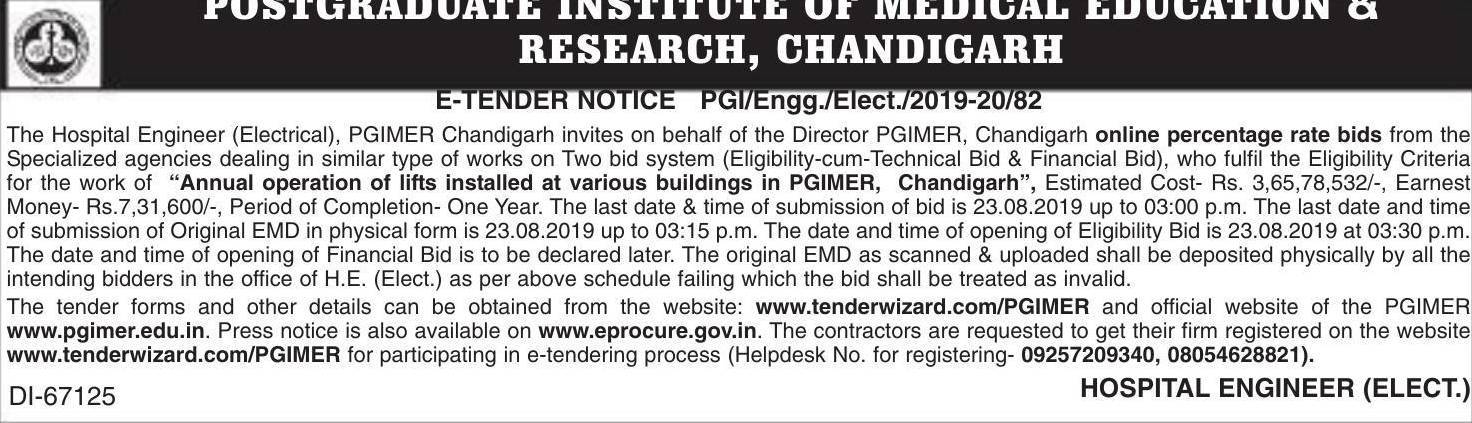 POSTGRADUATE INSTITUTE OF MEDICAL EDUCATION &
RESEARCH, CHANDIGARH
E-TENDER NOTICE PGI/Engg./Elect./2019-20/82
The Hospital Engineer (Electrical), PGIMER Chandigarh invites on behalf of the Director PGIMER, Chandigarh online percentage rate bids from the
Specialized agencies dealing in similar type of works on Two bid system (Eligibility-cum-Technical Bid & Financial Bid), who fulfil the Eligibility Criteria
for the work of “Annual operation of lifts installed at various buildings in PGIMER, Chandigarh”, Estimated Cost- Rs. 3,65,78,532/-, Earnest
Money- Rs.7,31,600/-, Period of Completion- One Year. The last date & time of submission of bid is 23.08.2019 up to 03:00 p.m. The last date and time
of submission of Original EMD in physical form is 23.08.2019 up to 03:15 p.m. The date and time of opening of Eligibility Bid is 23.08.2019 at 03:30 p.m.
The date and time of opening of Financial Bid is to be declared later. The original EMD as scanned & uploaded shall be deposited physically by all the
intending bidders in the office of H.E. (Elect.) as per above schedule failing which the bid shall be treated as invalid.
The tender forms and other details can be obtained from the website: www.tenderwizard.com/PGIMER and official website of the PGIMER
www.pgimer.edu.in. Press notice is also available on www.eprocure.gov.in. The contractors are requested to get their firm registered on the website
www.tenderwizard.com/PGIMER for participating in e-tendering process (Helpdesk No. for registering- 09257209340, 08054628821).
HOSPITAL ENGINEER (ELECT.)
DI-67125